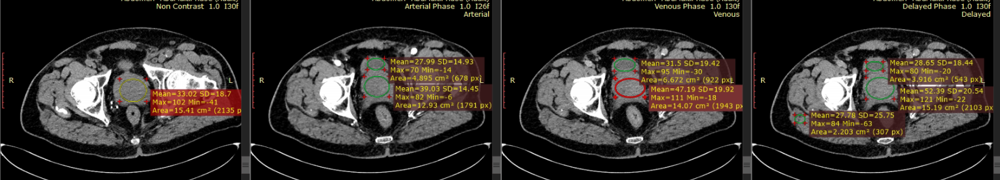 Non Contrast 1.0 I30f
R
L
Mean=33.02 SD=18.7
Max=102 Min=-41
Area=15.41 cm² (2135 p
Arterial Phase 1.0 I26f
Arterial
R
L
Mean=27.99 SD=14.93
Max=70 Min=-14
Area=4.895 cm² (678 px)
Mean=39.03 SD=14.45
Max=82 Min=-6
Area=12.93 cm² (1791 px)
Venous Phase 1.0 I30f
Venous
R
L
Mean=31.5 SD=19.42
Max=95 Min=-30
Area=6.672 cm² (922 px)
Mean=47.19 SD=19.92
Max=111 Min=-18
Area=14.07 cm² (1943 px
Delayed Phase 1.0 I30f
Delayed
R
L
Mean=28.65 SD=18.44
Max=80 Min=-20
Area=3.916 cm² (543 px)
Mean=52.39 SD=20.54
Max=121 Min=-22
Area=15.19 cm² (2103 px
Mean=27.78 SD=25.75
Max=84 Min=-63
Area=2.203 cm² (307 px)